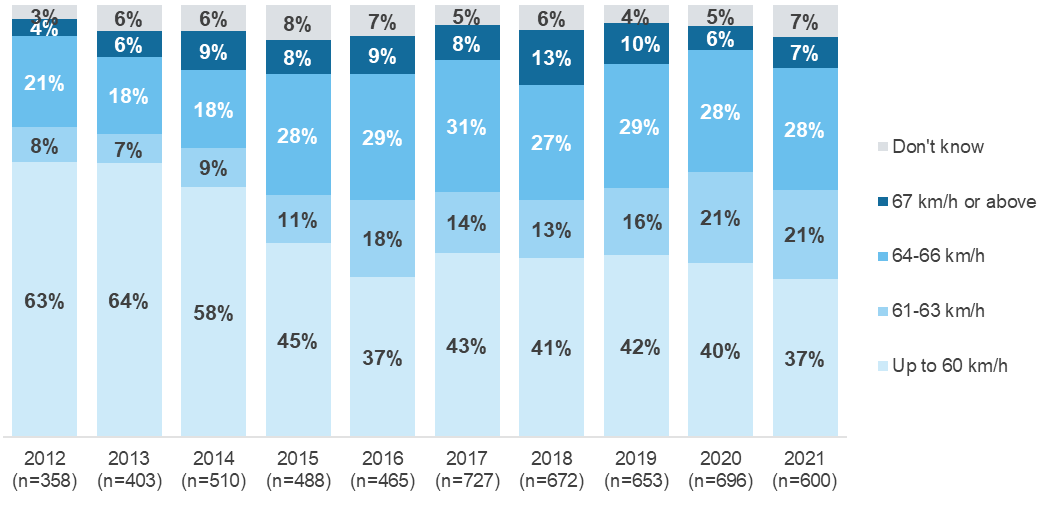 3% 6% 6% 8% 7% 5% 6% 4% 5% 7%
4% 6% 9% 8% 9% 8% 13% 10% 6% 7%
21% 18% 18% 28% 29% 31% 27% 29% 28% 28%
8% 7% 9% 11% 18% 14% 13% 16% 21% 21%
63% 64% 58% 45% 37% 43% 41% 42% 40% 37%
2012 2013 2014 2015 2016 2017 2018 2019 2020 2021
(n=358) (n=403) (n=510) (n=488) (n=465) (n=727) (n=672) (n=653) (n=696) (n=600)
Don't know
67 km/h or above
64-66 km/h
61-63 km/h
Up to 60 km/h